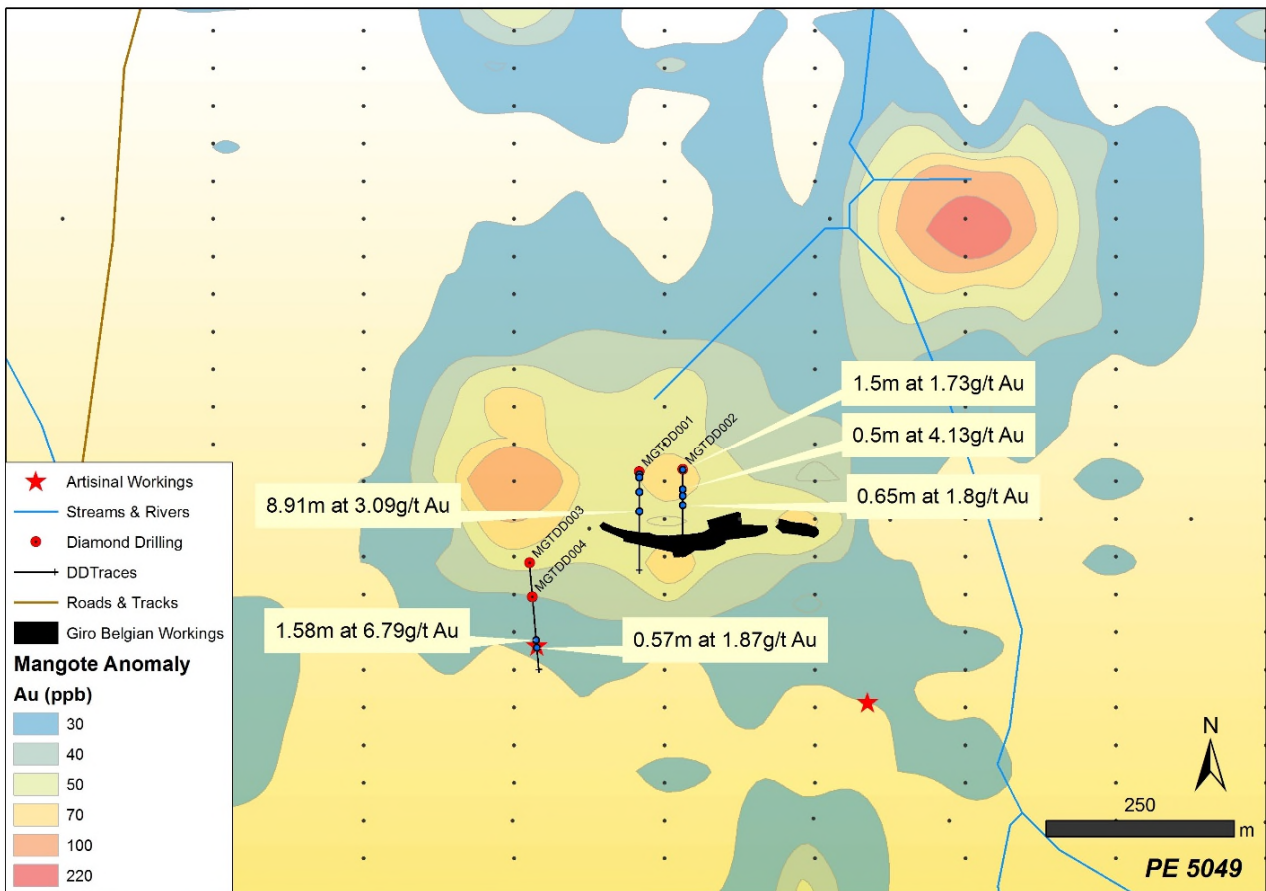 1.5m at 1.73g/t Au
0.5m at 4.13g/t Au
0.65m at 1.8g/t Au
8.91m at 3.09g/t Au
1.58m at 6.79g/t Au
0.57m at 1.87g/t Au
MGTDD001
MGTDD002
MGTDD003
MGTDD004
Artisinal Workings
Streams & Rivers
Diamond Drilling
DDTraces
Roads & Tracks
Giro Belgian Workings
Mangote Anomaly
Au (ppb)
30
40
50
70
100
220
N
250
m
PE 5049